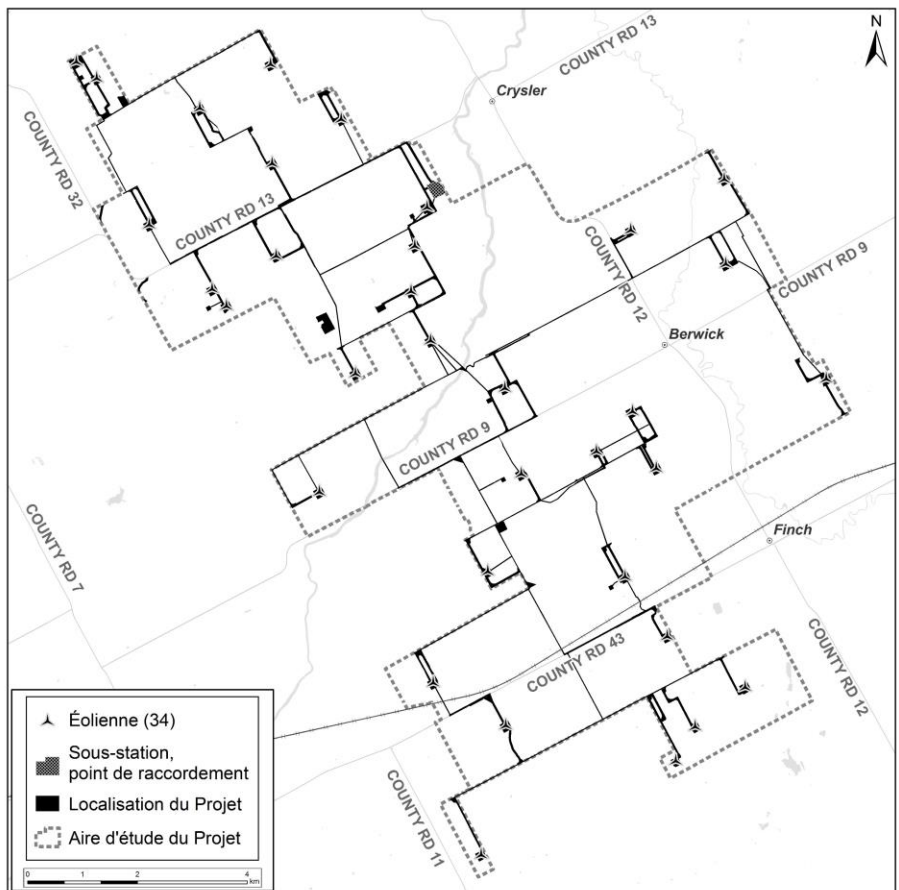 N
COUNTY RD 13
Crysler
COUNTY RD 32
COUNTY RD 13
COUNTY RD 12
COUNTY RD 9
Berwick
COUNTY RD 9
COUNTY RD 7
Finch
COUNTY RD 43
COUNTY RD 12
COUNTY RD 11
Éolienne (34)
Sous-station,
point de raccordement
Localisation du Projet
Aire d'étude du Projet
0 1 2 4
km